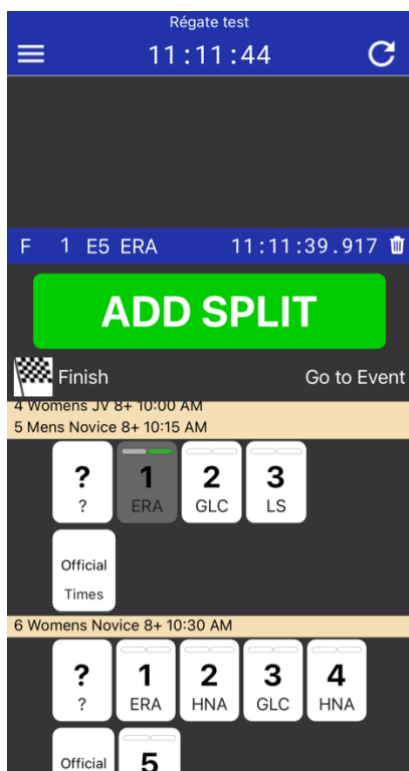 Régate test
11:11:44
F 1 E5 ERA 11:11:39.917
ADD SPLIT
Finish Go to Event
4 Womens JV 8+ 10:00 AM
5 Mens Novice 8+ 10:15 AM
? 1 2 3
? ERA GLC LS
Official
Times
6 Womens Novice 8+ 10:30 AM
? 1 2 3 4
? ERA HNA GLC HNA
Official 5